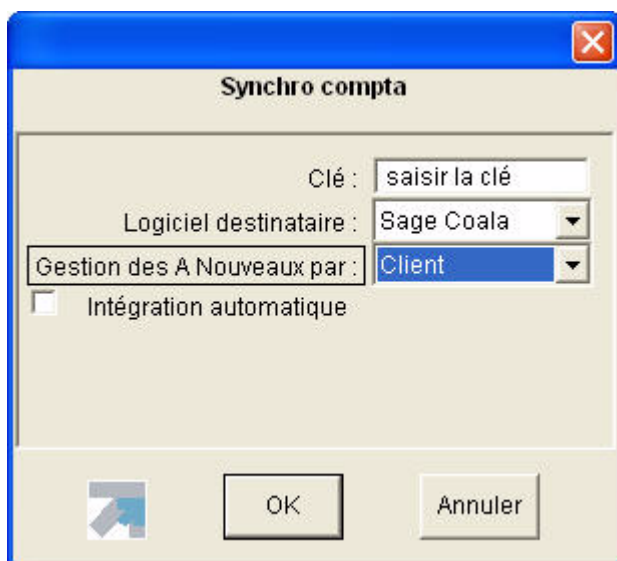 Synchro compta
Clé : saisir la clé
Logiciel destinataire : Sage Coala
Gestion des A Nouveaux par : Client
Intégration automatique
OK Annuler